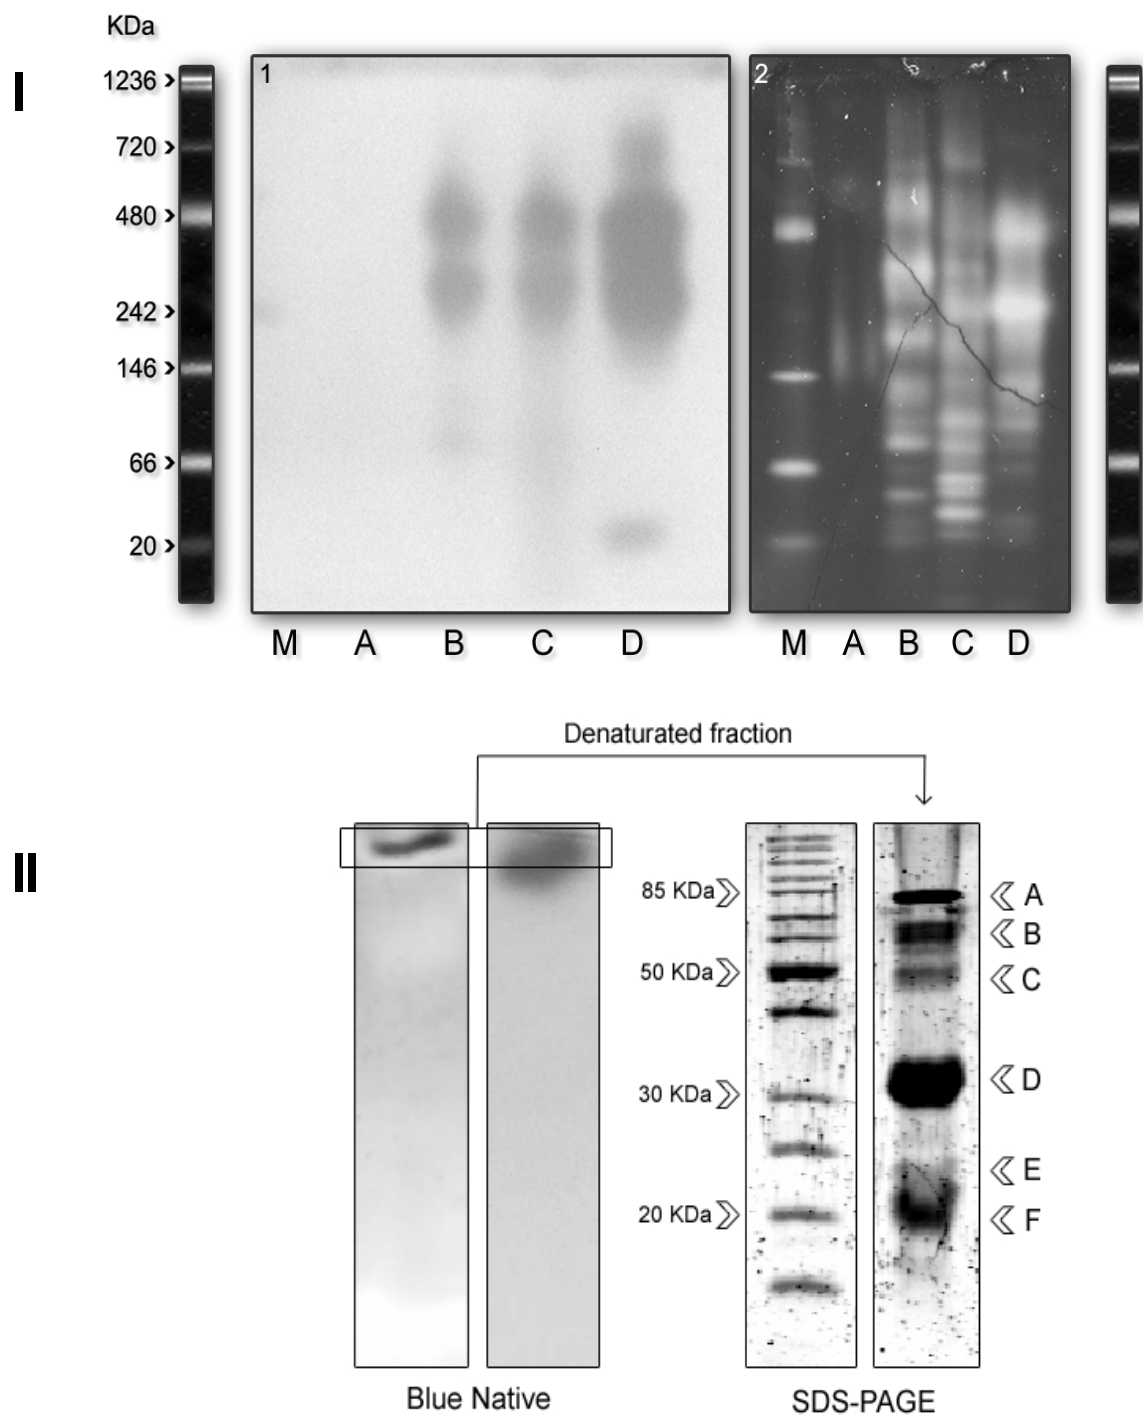 KDa
I
1236
720
480
242
146
66
20
1
2
M A B C D
M A B C D
II
Denaturated fraction
85 KDa
50 KDa
30 KDa
20 KDa
A
B
C
D
E
F
Blue Native
SDS-PAGE